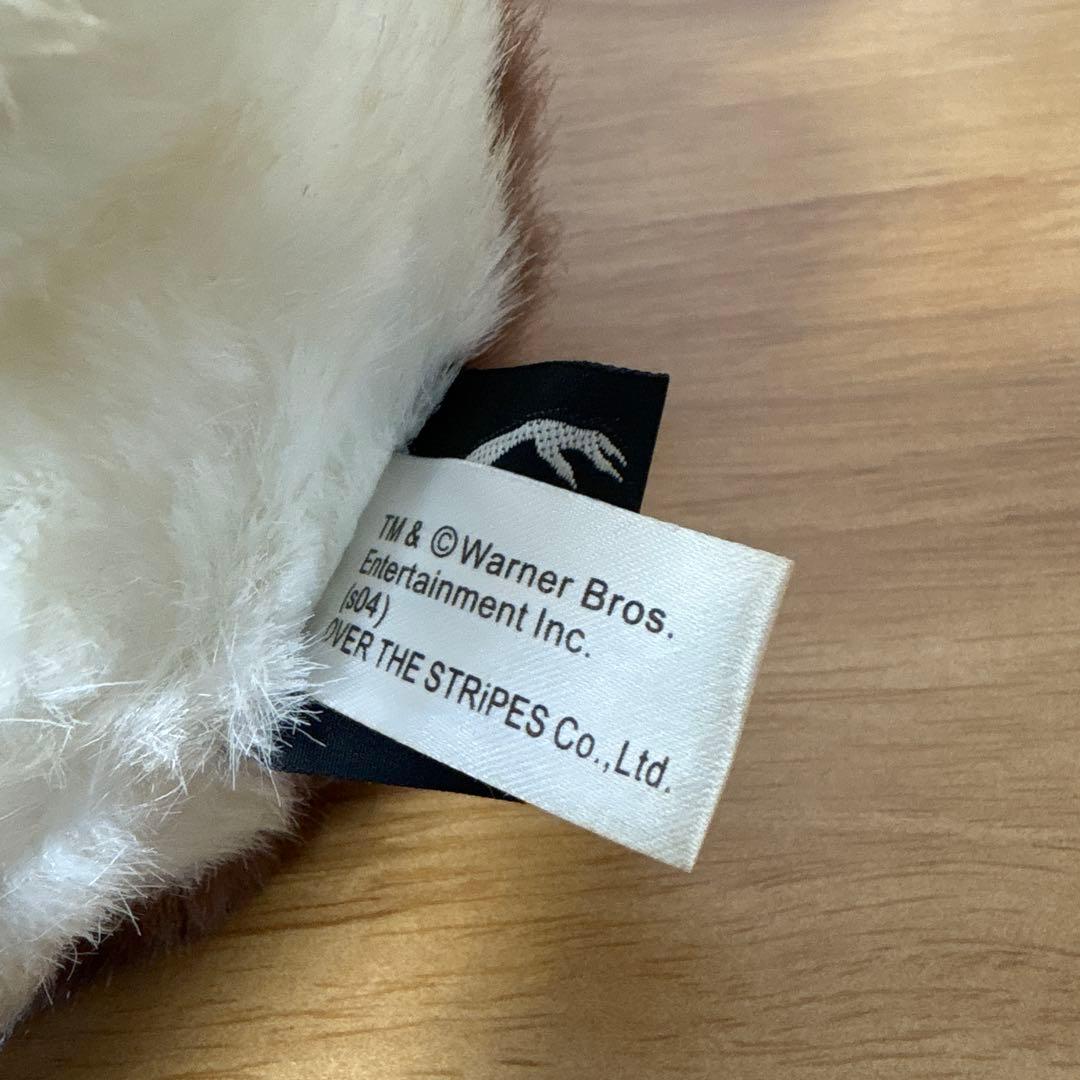 TM & ©Warner Bros.
Entertainment Inc.
(s04)
OVER THE STRiPES Co.,Ltd.